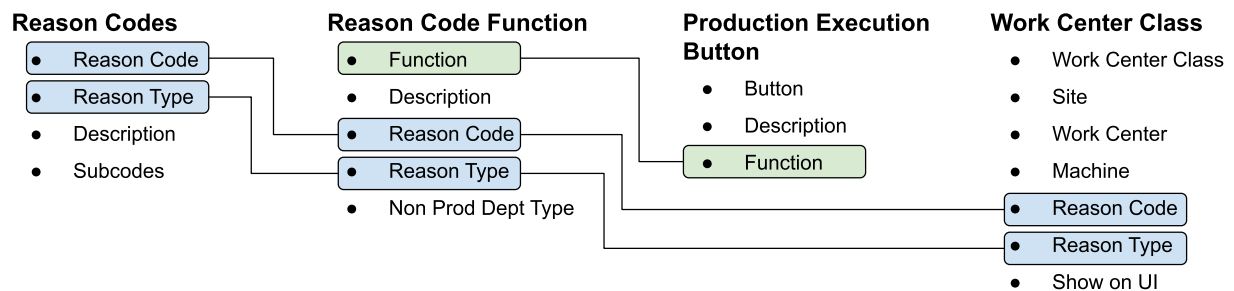 Reason Codes
Reason Code
Reason Type
Description
Subcodes
Reason Code Function
Function
Description
Reason Code
Reason Type
Non Prod Dept Type
Production Execution
Button
Button
Description
Function
Work Center Class
Work Center Class
Site
Work Center
Machine
Reason Code
Reason Type
Show on UI